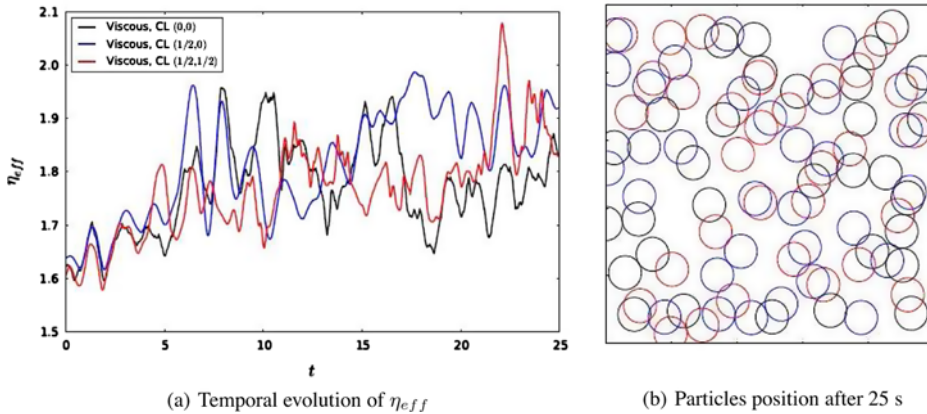 2.1
2.0
1.9
1.8
1.7
1.6
1.5
η_eff
Viscous, CL (0,0)
Viscous, CL (1/2,0)
Viscous, CL (1/2,1/2)
0 5 10 15 20 25
t
(a) Temporal evolution of η_eff
(b) Particles position after 25 s